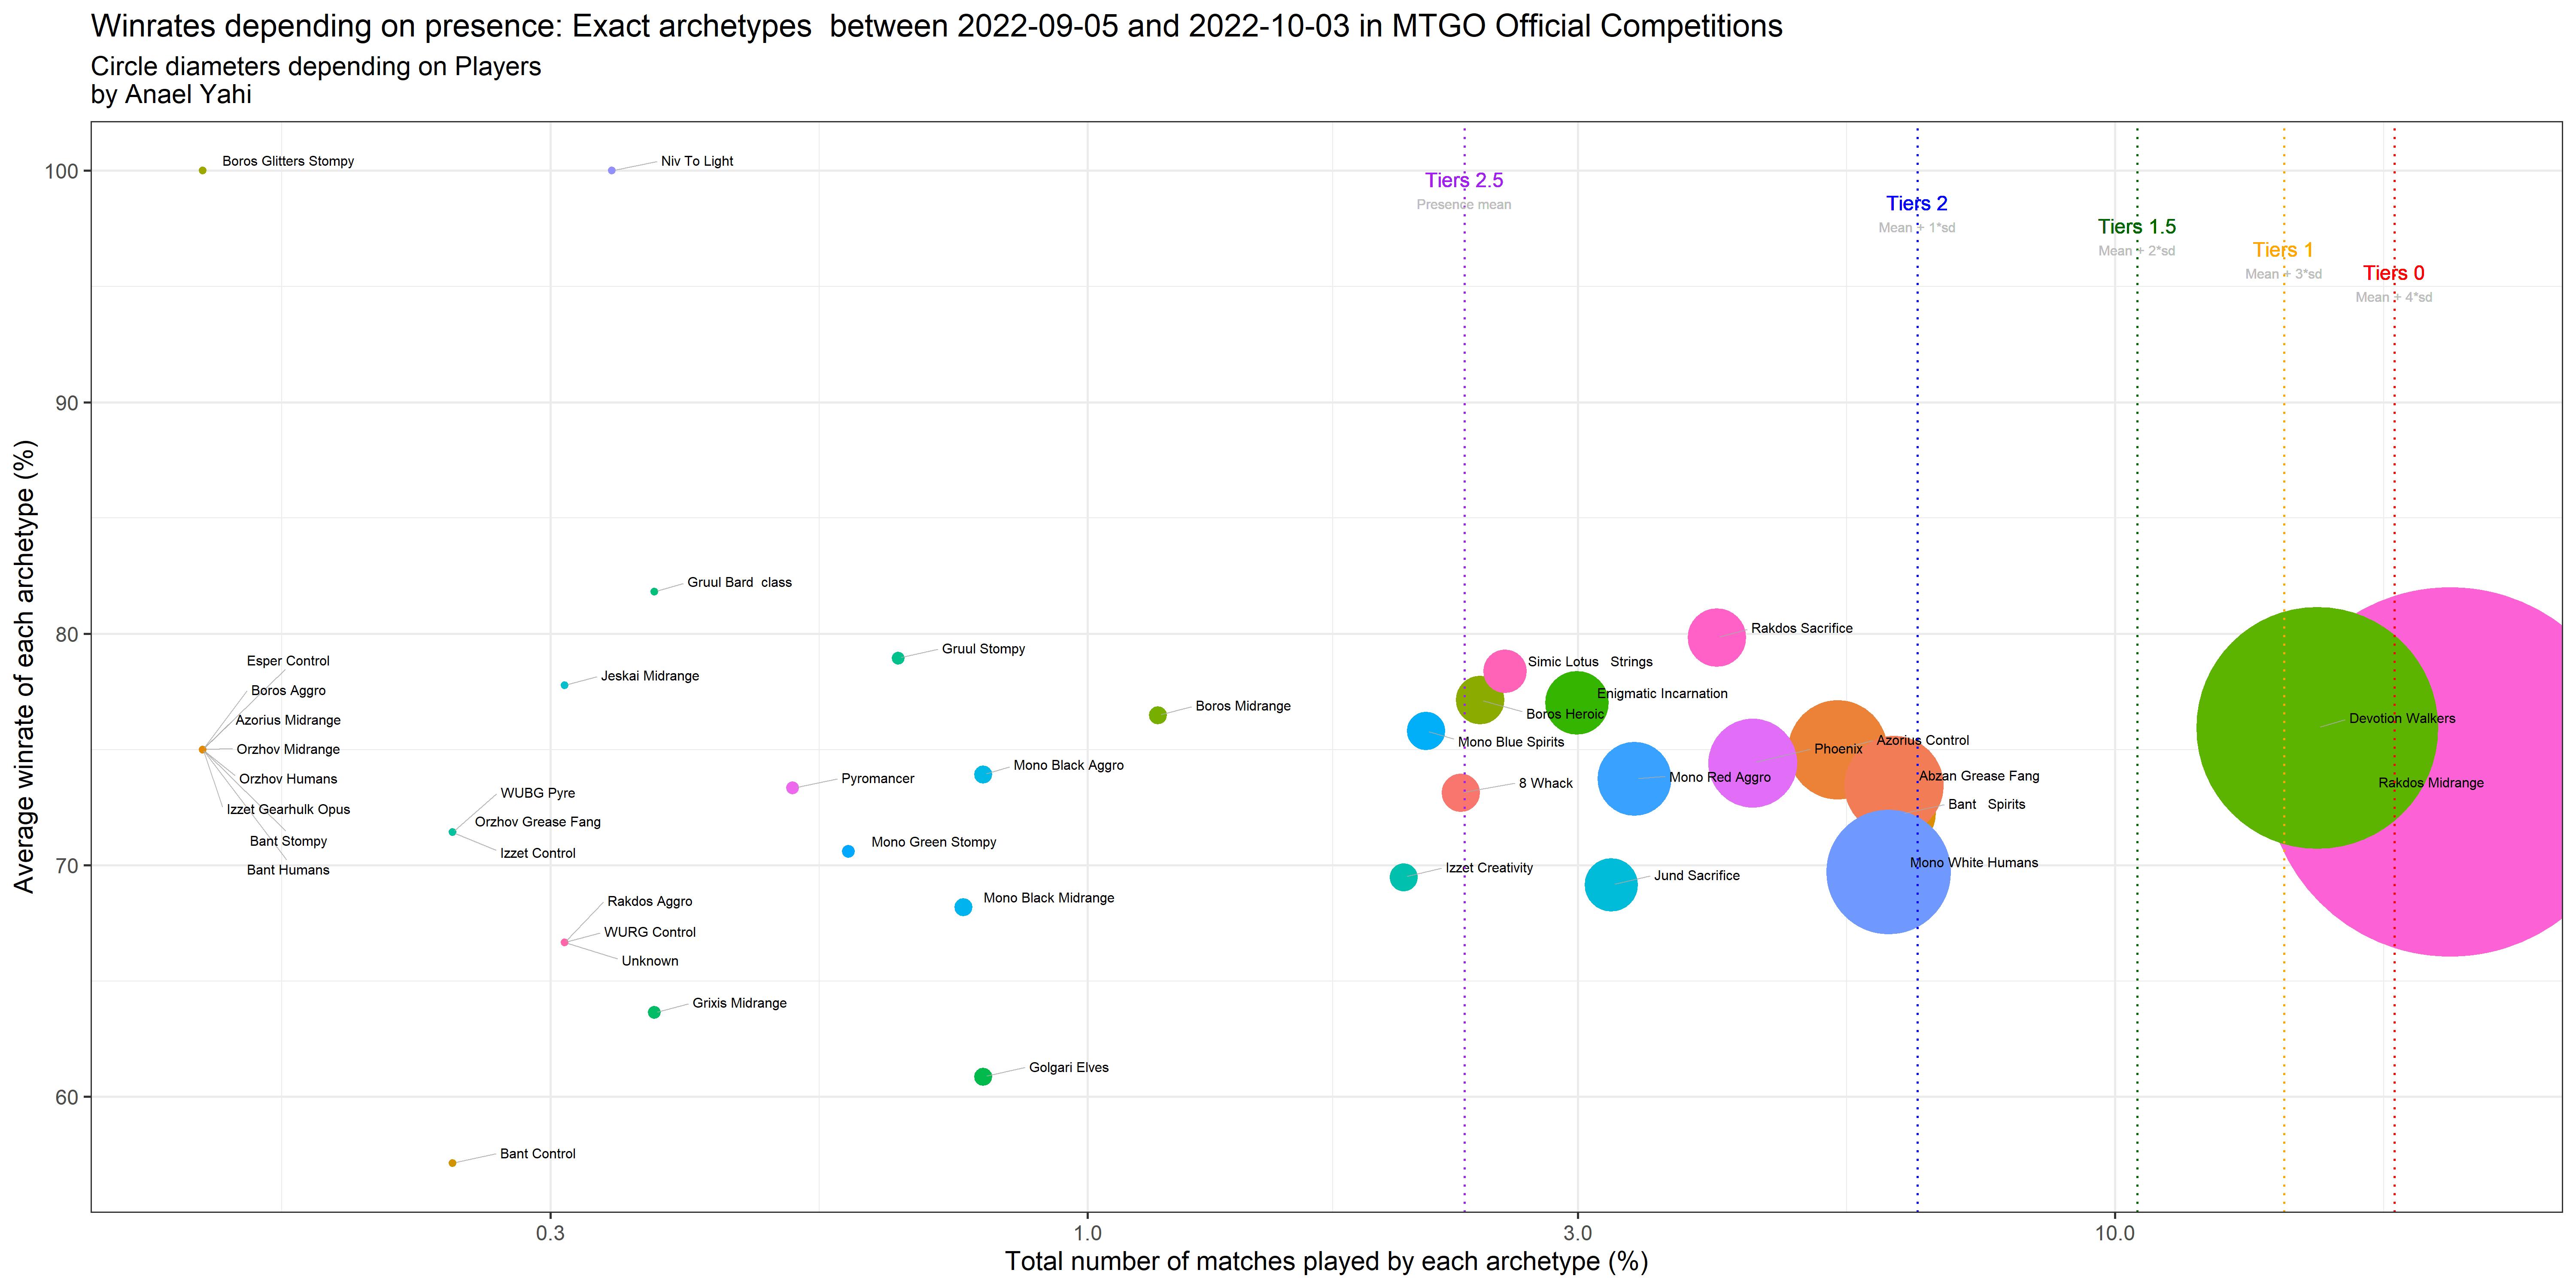 Winrates depending on presence: Exact archetypes  between 2022-09-05 and 2022-10-03 in MTGO Official Competitions
Circle diameters depending on Players
by Anael Yahi
Average winrate of each archetype (%)
100
90
80
70
60
Boros Glitters Stompy
Niv To Light
Tiers 2.5
Presence mean
Tiers 2
Mean + 1*sd
Tiers 1.5
Mean + 2*sd
Tiers 1
Mean + 3*sd
Tiers 0
Mean + 4*sd
Gruul Bard  class
Rakdos Sacrifice
Gruul Stompy
Esper Control
Simic Lotus   Strings
Jeskai Midrange
Boros Aggro
Enigmatic Incarnation
Boros Midrange
Boros Heroic
Azorius Midrange
Devotion Walkers
Mono Blue Spirits
Azorius Control
Orzhov Midrange
Phoenix
Mono Black Aggro
Orzhov Humans
Pyromancer
Mono Red Aggro
Abzan Grease Fang
8 Whack
Rakdos Midrange
WUBG Pyre
Bant   Spirits
Izzet Gearhulk Opus
Orzhov Grease Fang
Bant Stompy
Mono Green Stompy
Izzet Control
Mono White Humans
Bant Humans
Izzet Creativity
Jund Sacrifice
Mono Black Midrange
Rakdos Aggro
WURG Control
Unknown
Grixis Midrange
Golgari Elves
Bant Control
0.3
1.0
3.0
10.0
Total number of matches played by each archetype (%)